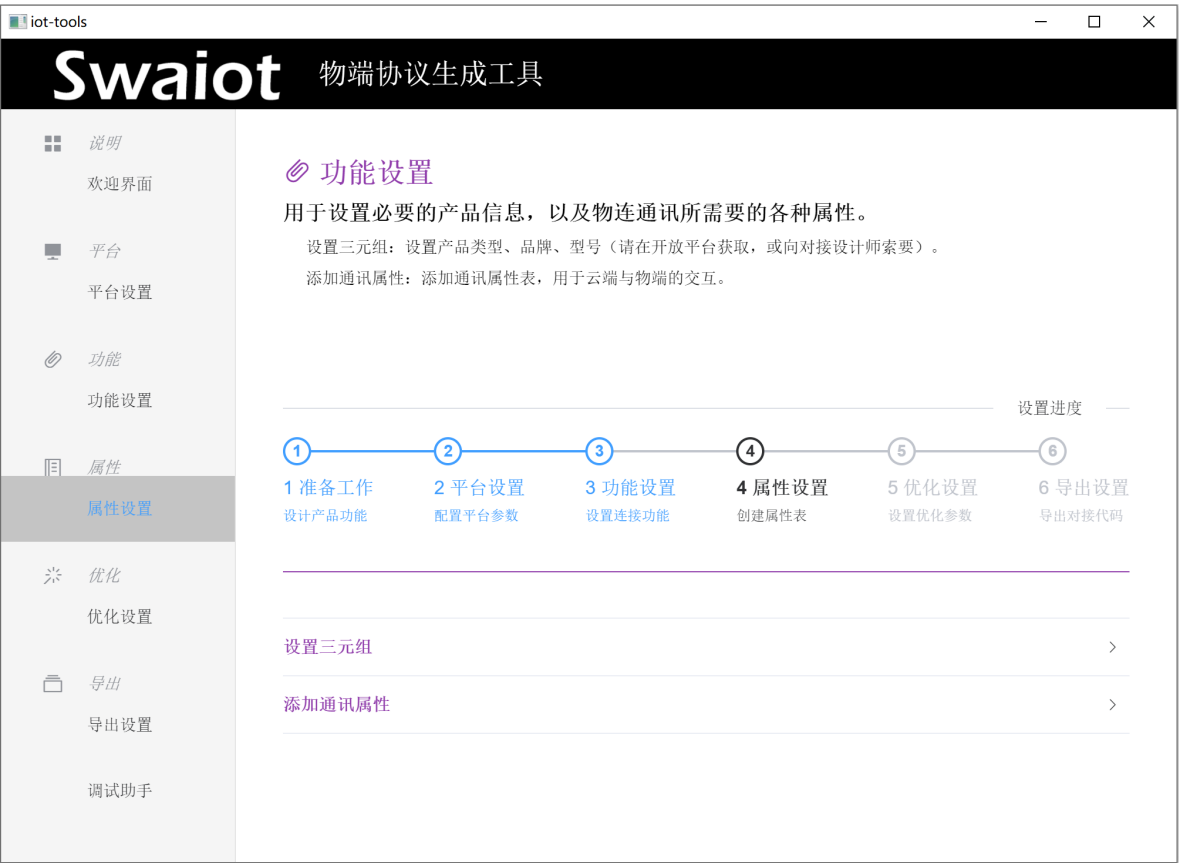 iot-tools
Swaiot 物端协议生成工具
说明
欢迎界面
平台
平台设置
功能
功能设置
属性
属性设置
优化
优化设置
导出
导出设置
调试助手
功能设置
用于设置必要的产品信息，以及物连通讯所需要的各种属性。
设置三元组：设置产品类型、品牌、型号（请在开放平台获取，或向对接设计师索要）。
添加通讯属性：添加通讯属性表，用于云端与物端的交互。
设置进度
1 2 3 4 5 6
1 准备工作 2 平台设置 3 功能设置 4 属性设置 5 优化设置 6 导出设置
设计产品功能 配置平台参数 设置连接功能 创建属性表 设置优化参数 导出对接代码
设置三元组
添加通讯属性